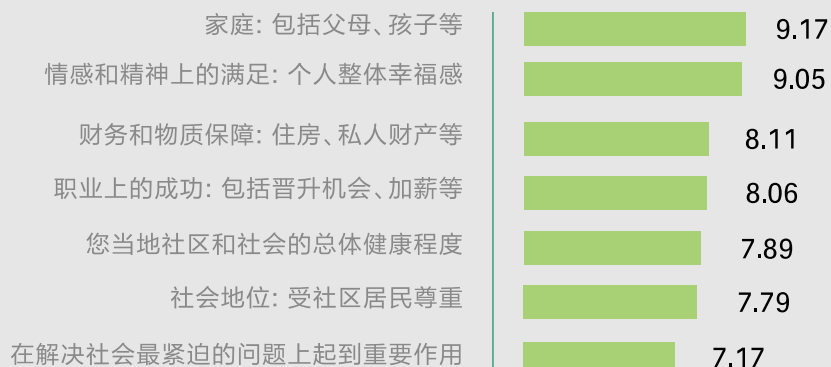 家庭: 包括父母、孩子等 9.17
情感和精神上的满足: 个人整体幸福感 9.05
财务和物质保障: 住房、私人财产等 8.11
职业上的成功: 包括晋升机会、加薪等 8.06
您当地社区和社会的总体健康程度 7.89
社会地位: 受社区居民尊重 7.79
在解决社会最紧迫的问题上起到重要作用 7.17